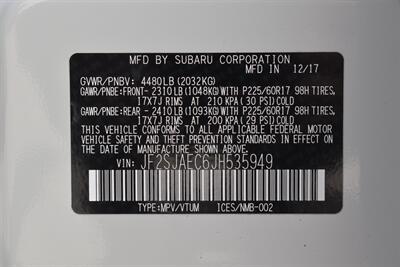 MFD BY SUBARU CORPORATION
MFD IN 12/17
GVWR/PNBV: 4480LB(2032KG)
GAWR/PNBE:FRONT- 2310LB(1048KG) WITH P225/60R17 98H TIRES,
17X7J RIMS AT 210 KPA (30 PSI)COLD
GAWR/PNBE:REAR - 2410LB(1093KG) WITH P225/60R17 98H TIRES,
17X7J RIMS AT 200 KPA (29 PSI)COLD
THIS VEHICLE CONFORMS TO ALL APPLICABLE FEDERAL MOTOR
VEHICLE SAFETY STANDARDS IN EFFECT ON THE DATE OF
MANUFACTURE SHOWN ABOVE.
VIN: JF2SJAEC6JH535949
TYPE:MPV/VTUM ICES/NMB-002